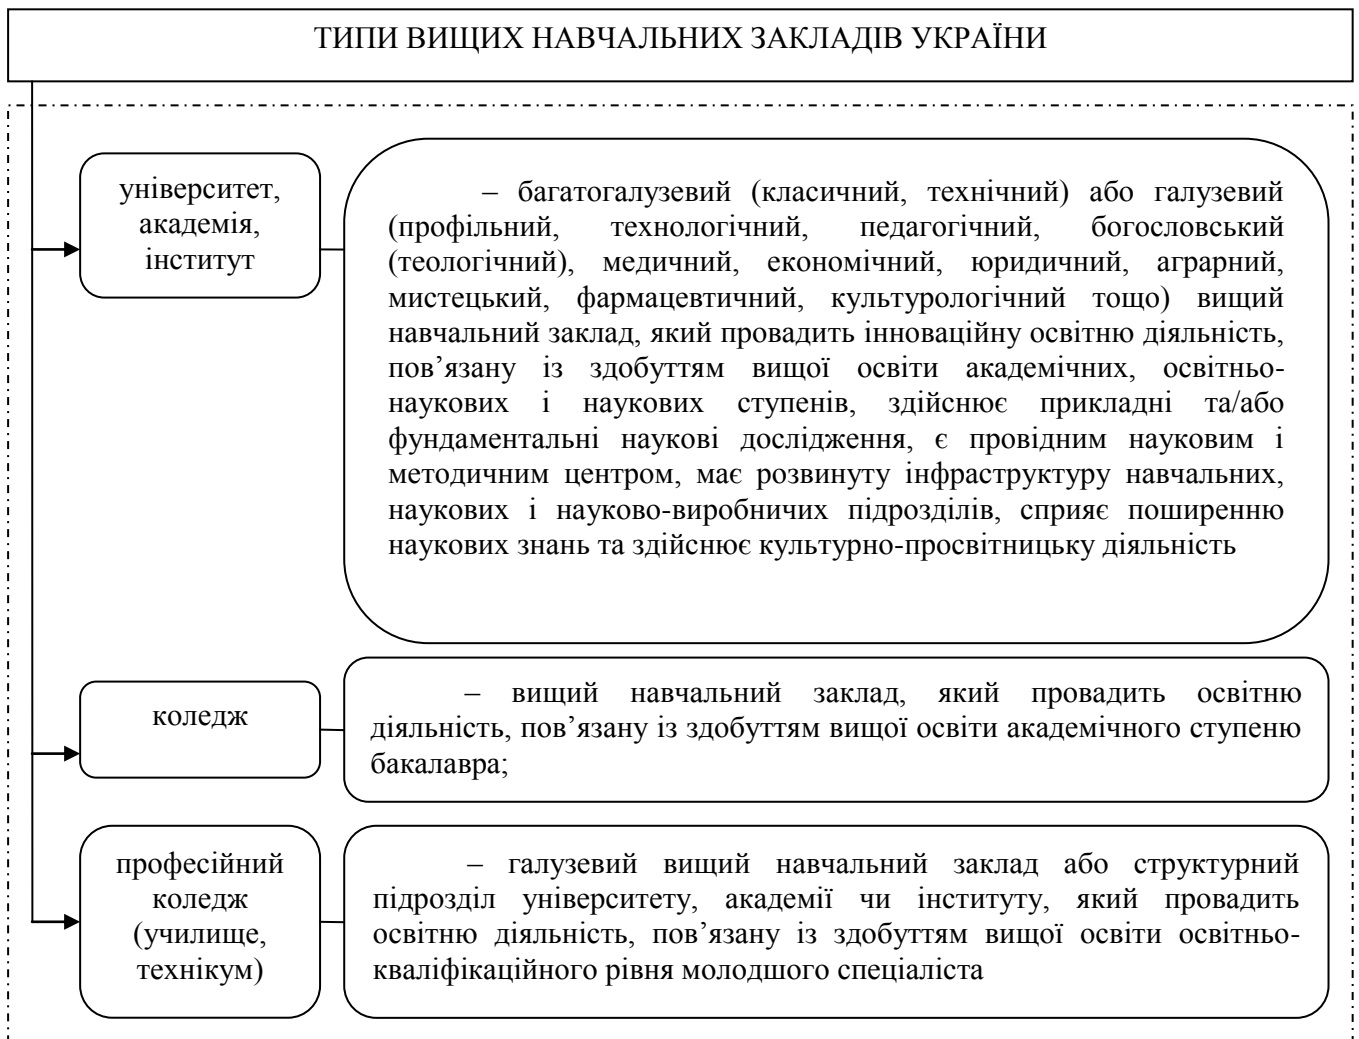 ТИПИ ВИЩИХ НАВЧАЛЬНИХ ЗАКЛАДІВ УКРАЇНИ
університет,
академія,
інститут
– багатогалузевий (класичний, технічний) або галузевий
(профільний, технологічний, педагогічний, богословський
(теологічний), медичний, економічний, юридичний, аграрний,
мистецький, фармацевтичний, культурологічний тощо) вищий
навчальний заклад, який провадить інноваційну освітню діяльність,
пов’язану із здобуттям вищої освіти академічних, освітньо-
наукових і наукових ступенів, здійснює прикладні та/або
фундаментальні наукові дослідження, є провідним науковим і
методичним центром, має розвинуту інфраструктуру навчальних,
наукових і науково-виробничих підрозділів, сприяє поширенню
наукових знань та здійснює культурно-просвітницьку діяльність
коледж
– вищий навчальний заклад, який провадить освітню
діяльність, пов’язану із здобуттям вищої освіти академічного ступеню
бакалавра;
професійний
коледж
(училище,
технікум)
– галузевий вищий навчальний заклад або структурний
підрозділ університету, академії чи інституту, який провадить
освітню діяльність, пов’язану із здобуттям вищої освіти освітньо-
кваліфікаційного рівня молодшого спеціаліста